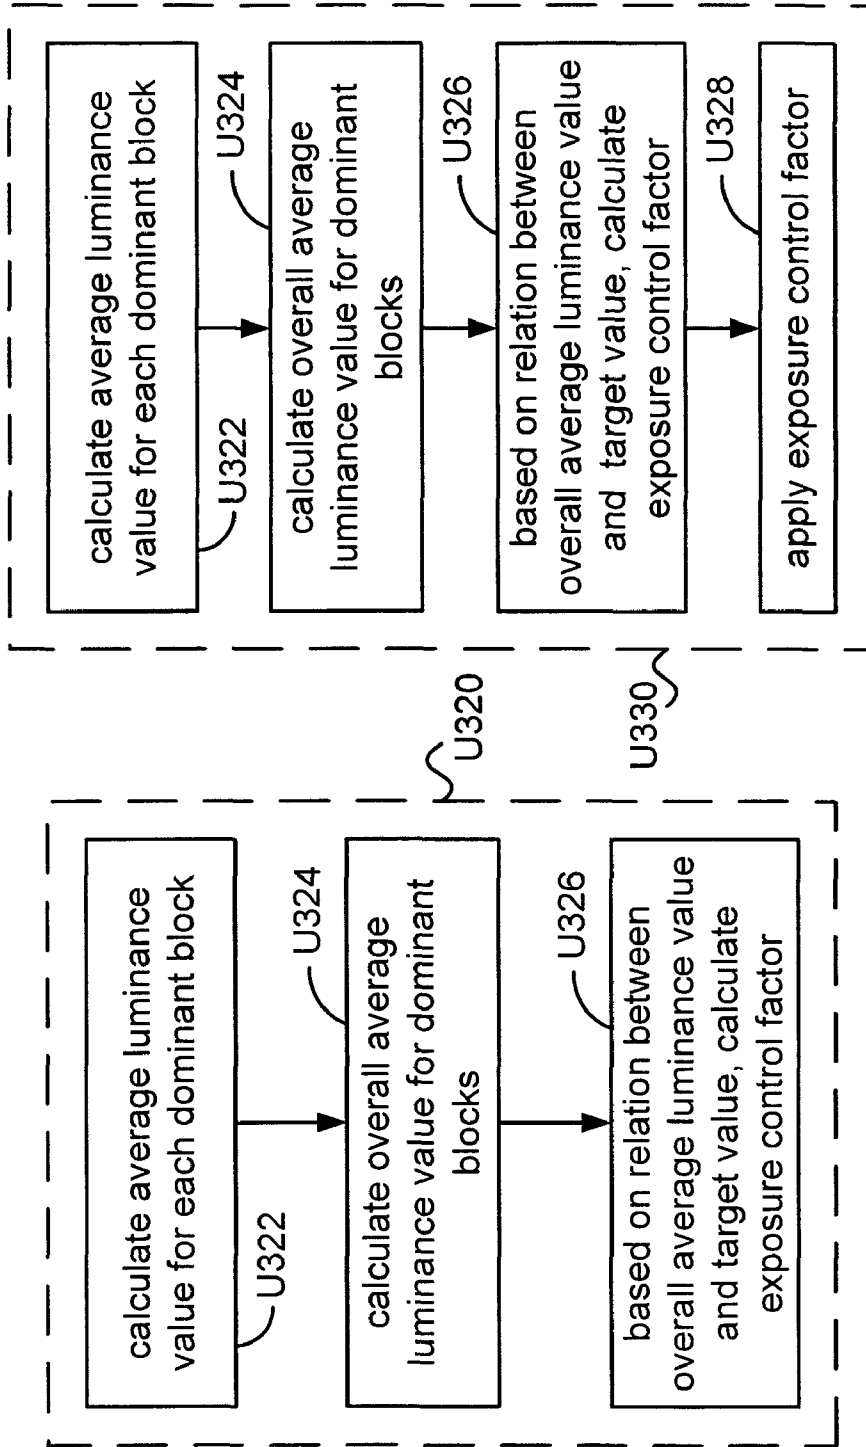 calculate average luminance
value for each dominant block
U322
U324
calculate overall average
luminance value for dominant
blocks
U326
based on relation between
overall average luminance value
and target value, calculate
exposure control factor
U320
calculate average luminance
value for each dominant block
U322
U324
calculate overall average
luminance value for dominant
blocks
U326
based on relation between
overall average luminance value
and target value, calculate
exposure control factor
U328
apply exposure control factor
U330